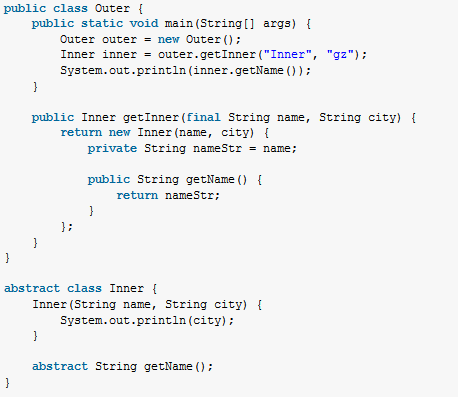 public class Outer {
    public static void main(String[] args) {
        Outer outer = new Outer();
        Inner inner = outer.getInner("Inner", "gz");
        System.out.println(inner.getName());
    }

    public Inner getInner(final String name, String city) {
        return new Inner(name, city) {
            private String nameStr = name;

            public String getName() {
                return nameStr;
            }
        };
    }
}

abstract class Inner {
    Inner(String name, String city) {
        System.out.println(city);
    }

    abstract String getName();
}